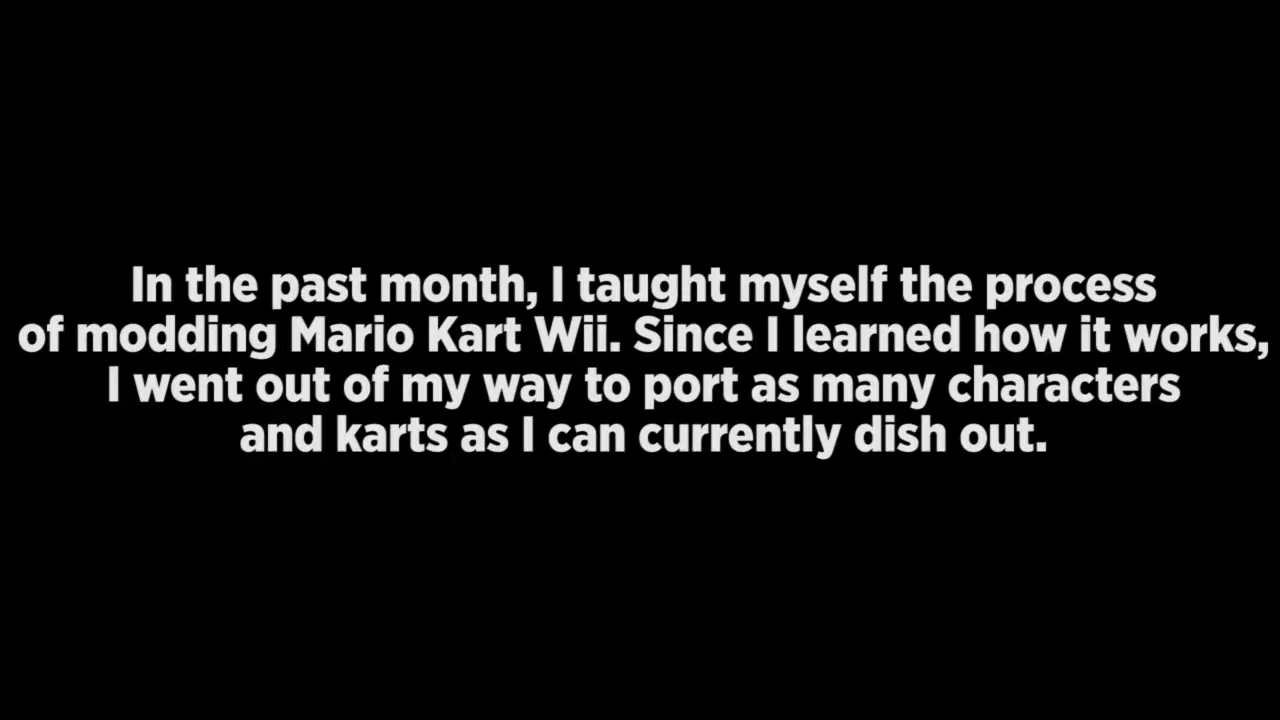 In the past month, I taught myself the process
of modding Mario Kart Wii. Since I learned how it works,
I went out of my way to port as many characters
and karts as I can currently dish out.